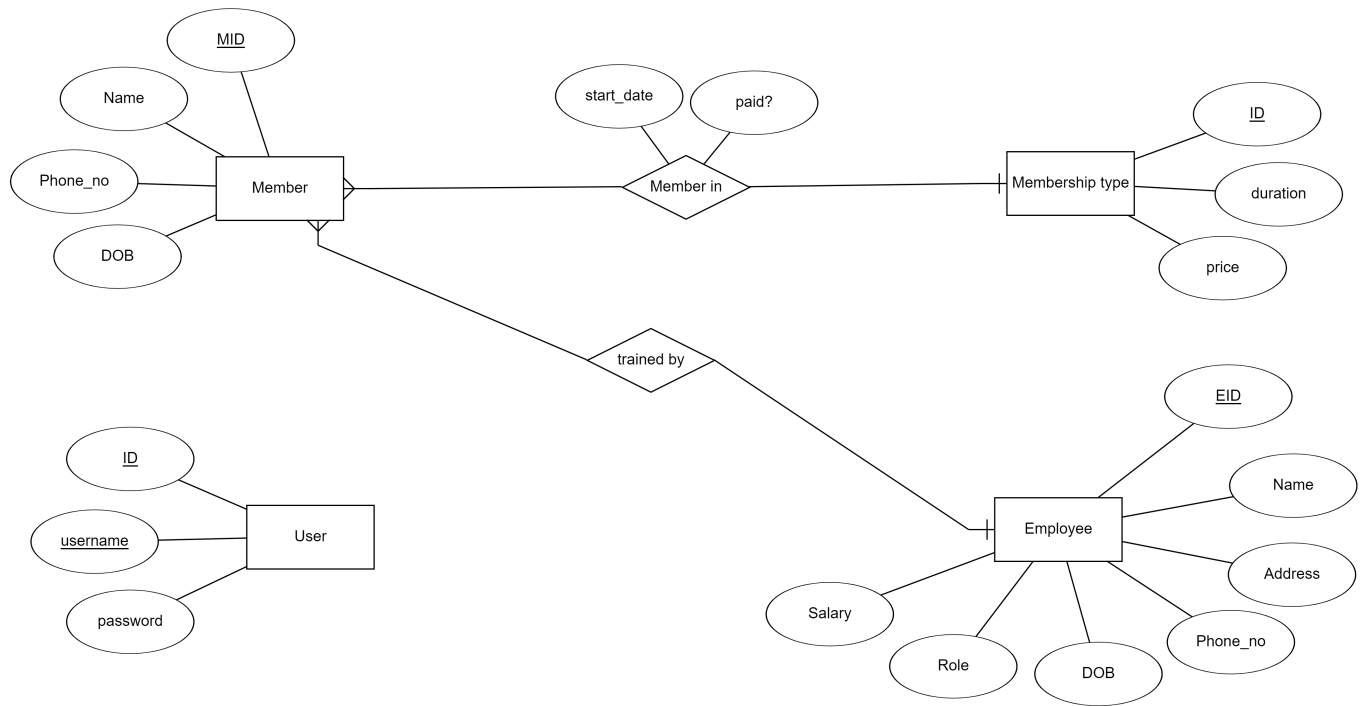 MID
Name
Phone_no
DOB
Member
start_date
paid?
Member in
Membership type
ID
duration
price
trained by
ID
username
password
User
EID
Name
Address
Phone_no
DOB
Role
Salary
Employee